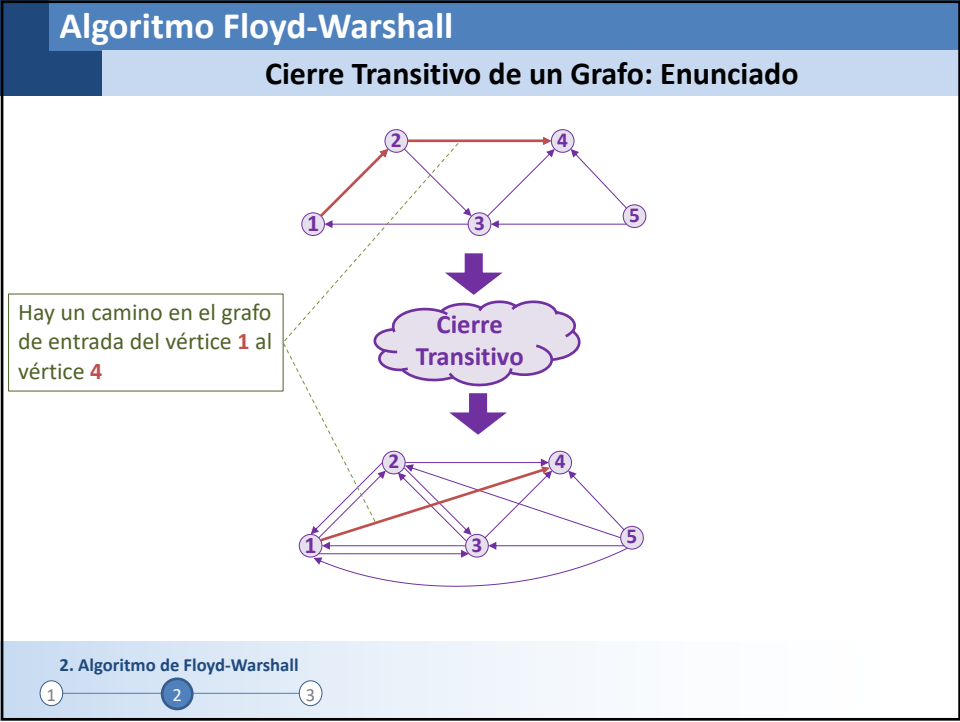 Algoritmo Floyd-Warshall
Cierre Transitivo de un Grafo: Enunciado
2
4
1
3
5
Hay un camino en el grafo
de entrada del vértice 1 al
vértice 4
Cierre
Transitivo
2
4
1
3
5
2. Algoritmo de Floyd-Warshall
1
2
3